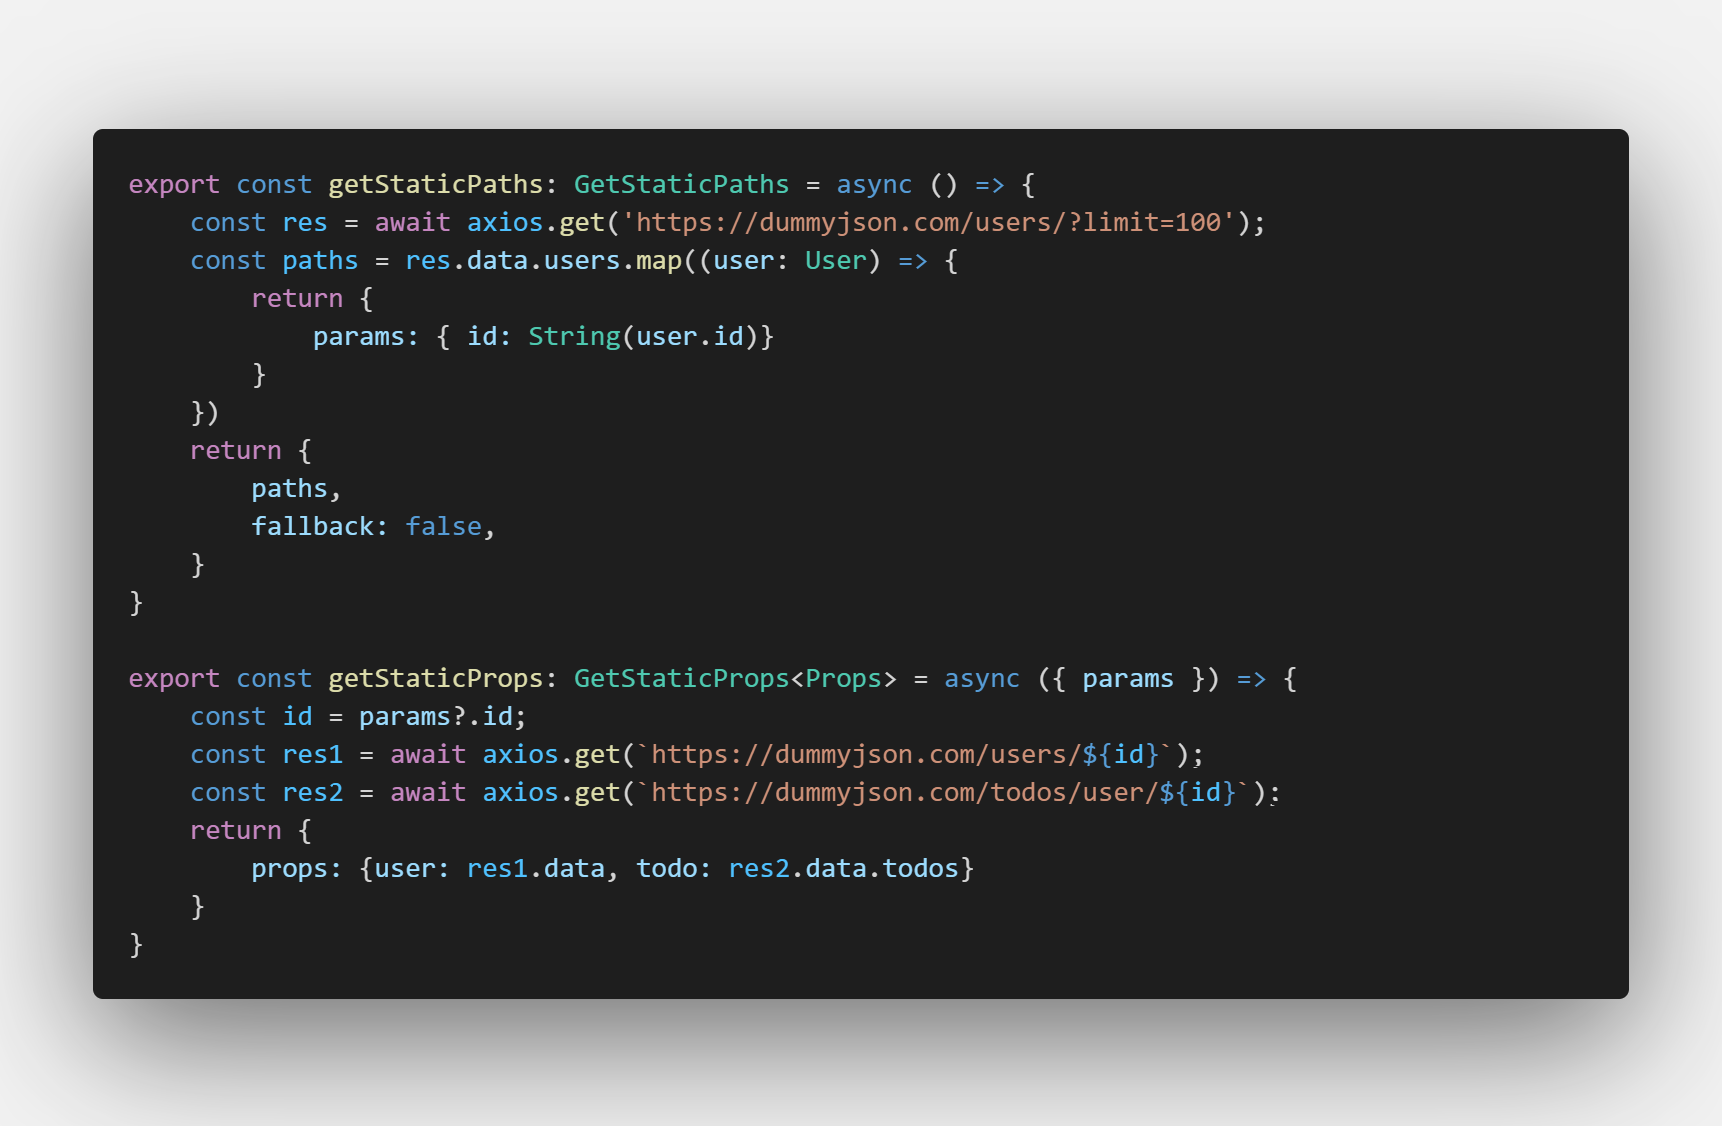 export const getStaticPaths: GetStaticPaths = async () => {
    const res = await axios.get('https://dummyjson.com/users/?limit=100');
    const paths = res.data.users.map((user: User) => {
        return {
            params: { id: String(user.id)}
        }
    })
    return {
        paths,
        fallback: false,
    }
}

export const getStaticProps: GetStaticProps<Props> = async ({ params }) => {
    const id = params?.id;
    const res1 = await axios.get(`https://dummyjson.com/users/${id}`);
    const res2 = await axios.get(`https://dummyjson.com/todos/user/${id}`);
    return {
        props: {user: res1.data, todo: res2.data.todos}
    }
}